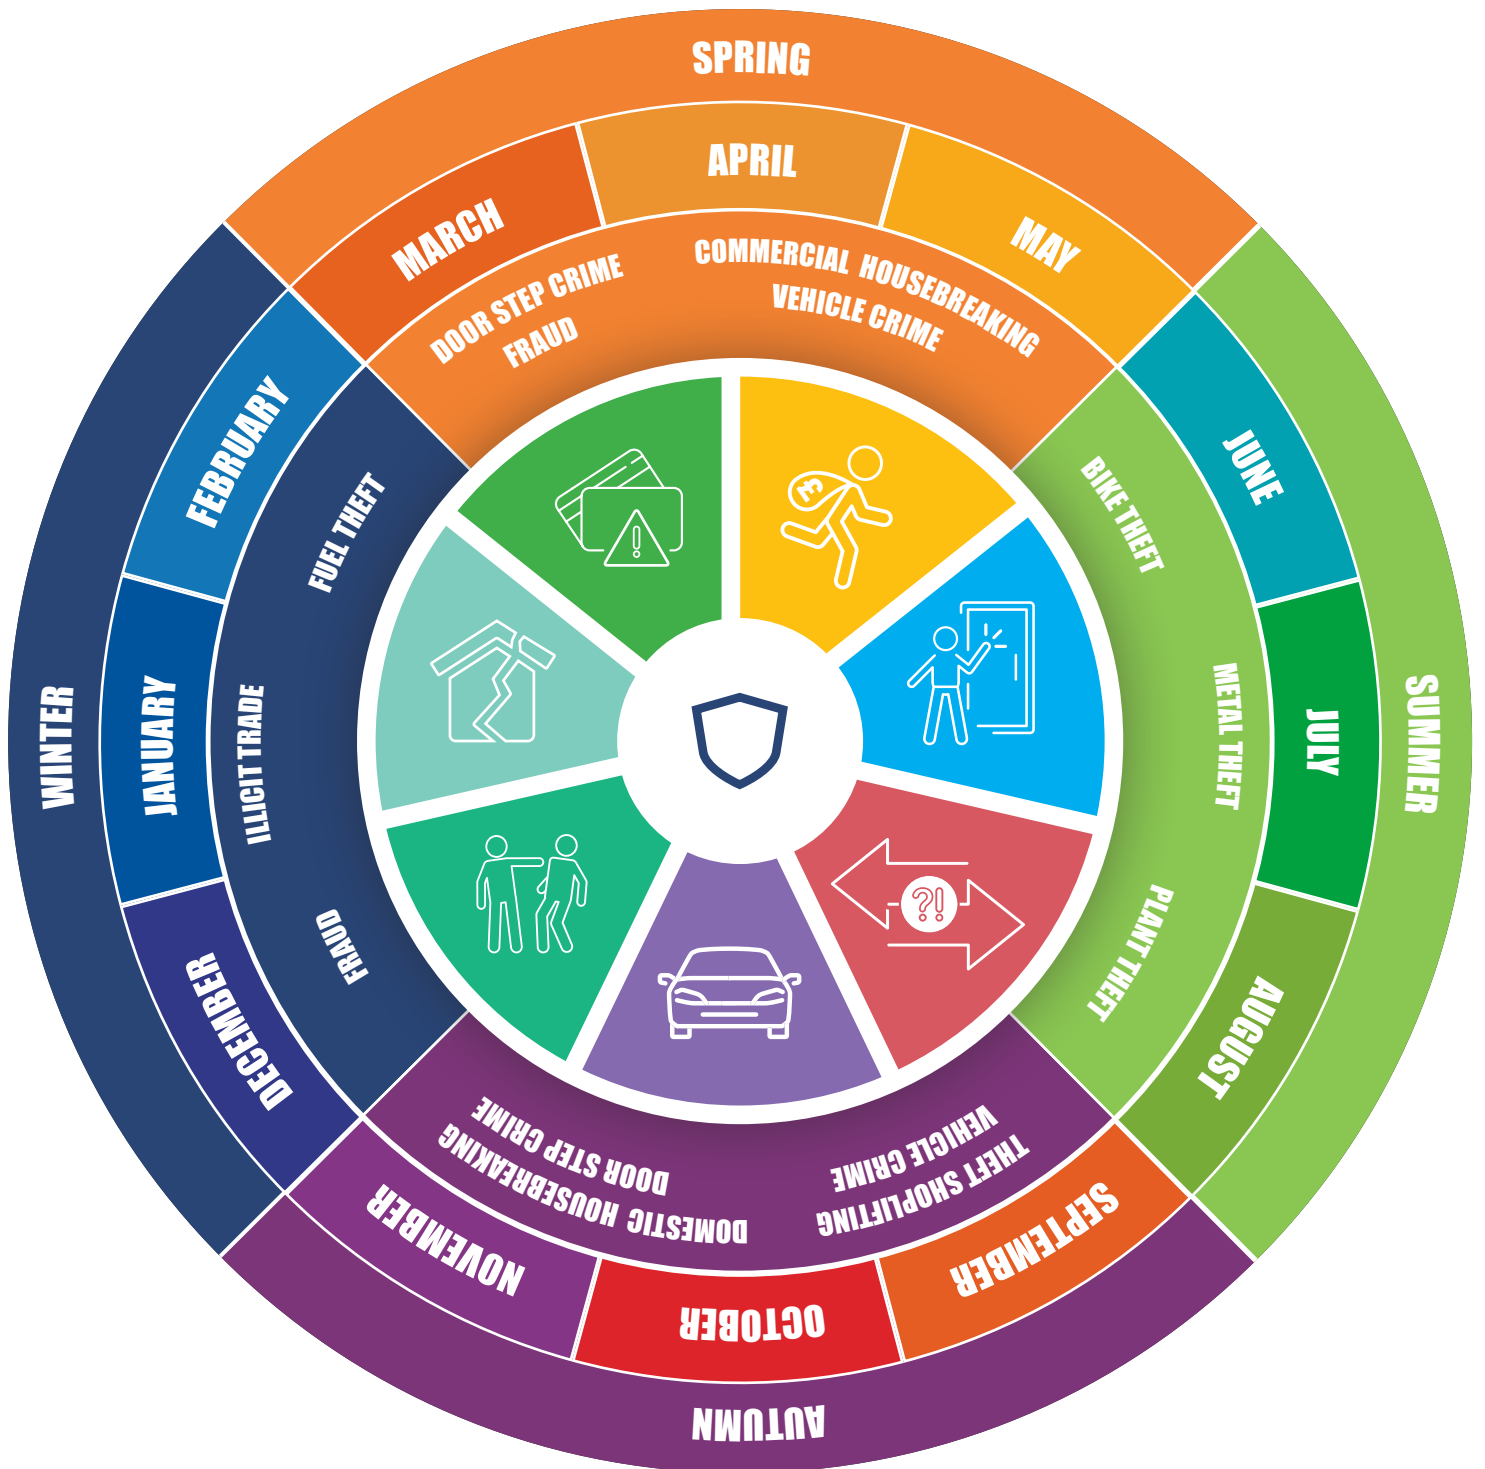 SPRING
MARCH
APRIL
MAY
DOOR STEP CRIME
FRAUD
COMMERCIAL HOUSEBREAKING
VEHICLE CRIME
SUMMER
JUNE
JULY
AUGUST
BIKE THEFT
METAL THEFT
PLANT THEFT
AUTUMN
SEPTEMBER
OCTOBER
NOVEMBER
THEFT SHOPLIFTING
VEHICLE CRIME
DOMESTIC HOUSEBREAKING
DOOR STEP CRIME
WINTER
DECEMBER
JANUARY
FEBRUARY
FRAUD
ILLICIT TRADE
FUEL THEFT
£
!
?!